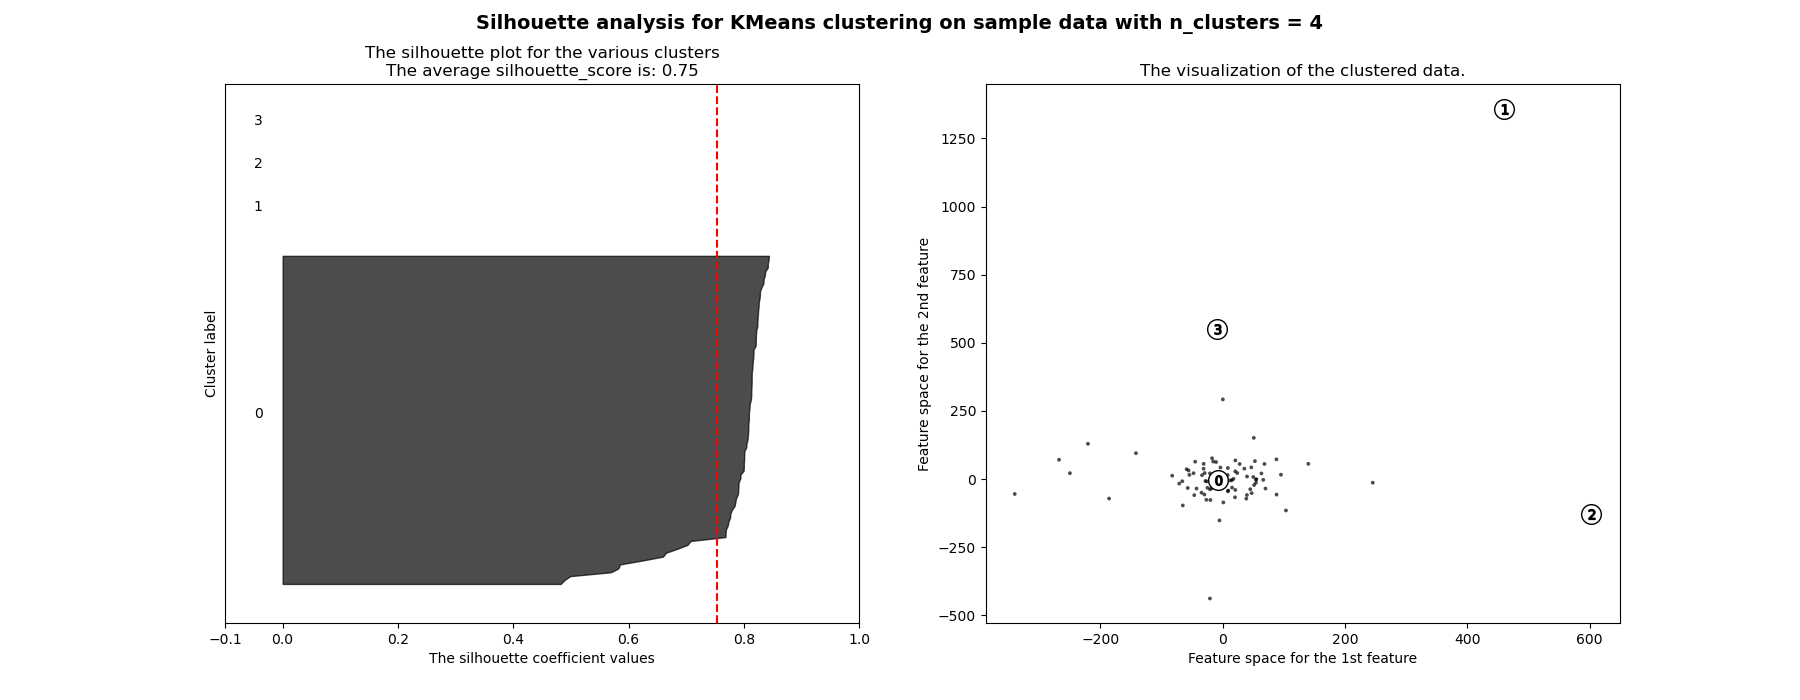 Silhouette analysis for KMeans clustering on sample data with n_clusters = 4
The silhouette plot for the various clusters
The average silhouette_score is: 0.75
3
2
1
0
Cluster label
−0.1 0.0 0.2 0.4 0.6 0.8 1.0
The silhouette coefficient values
The visualization of the clustered data.
1
3
0
2
1250
1000
750
500
250
0
−250
−500
Feature space for the 2nd feature
−200 0 200 400 600
Feature space for the 1st feature